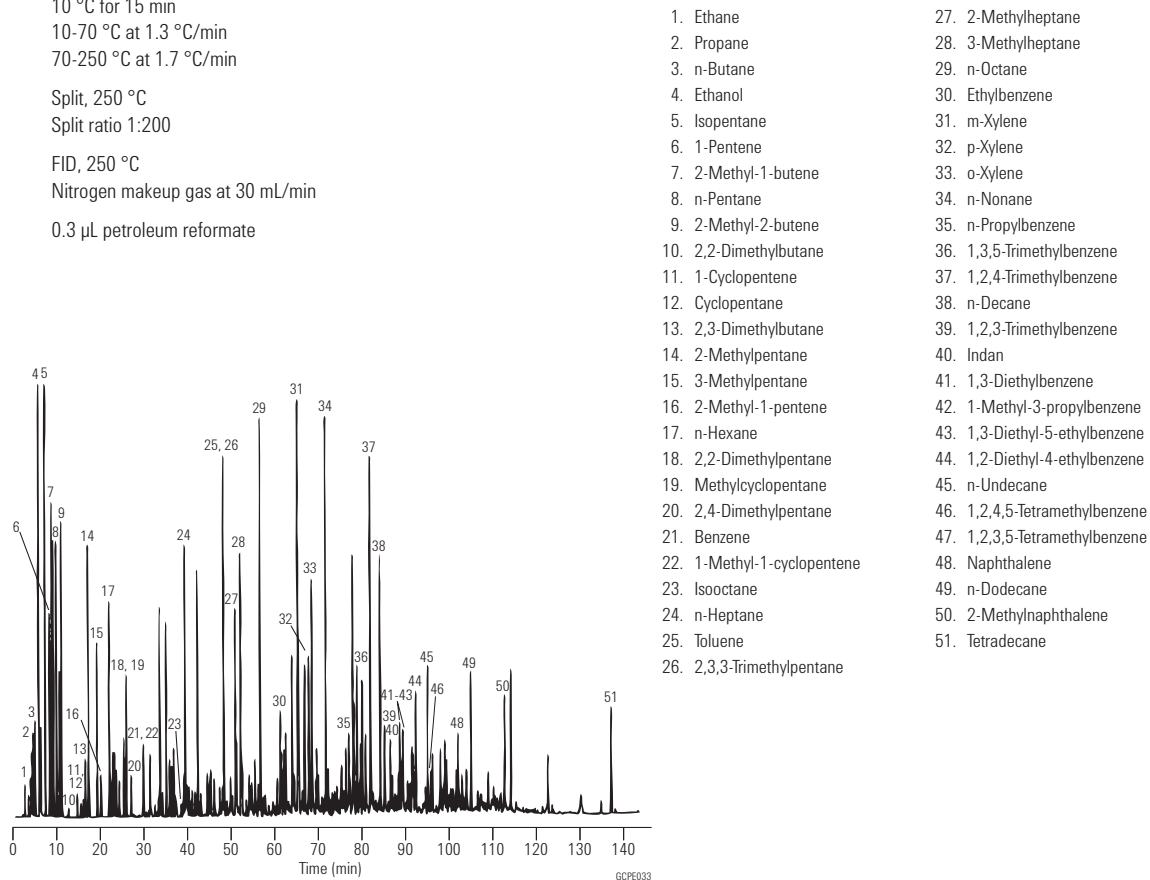 10 °C for 15 min
10-70 °C at 1.3 °C/min
70-250 °C at 1.7 °C/min
Split, 250 °C
Split ratio 1:200
FID, 250 °C
Nitrogen makeup gas at 30 mL/min
0.3 µL petroleum reformate
1. Ethane
2. Propane
3. n-Butane
4. Ethanol
5. Isopentane
6. 1-Pentene
7. 2-Methyl-1-butene
8. n-Pentane
9. 2-Methyl-2-butene
10. 2,2-Dimethylbutane
11. 1-Cyclopentene
12. Cyclopentane
13. 2,3-Dimethylbutane
14. 2-Methylpentane
15. 3-Methylpentane
16. 2-Methyl-1-pentene
17. n-Hexane
18. 2,2-Dimethylpentane
19. Methylcyclopentane
20. 2,4-Dimethylpentane
21. Benzene
22. 1-Methyl-1-cyclopentene
23. Isooctane
24. n-Heptane
25. Toluene
26. 2,3,3-Trimethylpentane
27. 2-Methylheptane
28. 3-Methylheptane
29. n-Octane
30. Ethylbenzene
31. m-Xylene
32. p-Xylene
33. o-Xylene
34. n-Nonane
35. n-Propylbenzene
36. 1,3,5-Trimethylbenzene
37. 1,2,4-Trimethylbenzene
38. n-Decane
39. 1,2,3-Trimethylbenzene
40. Indan
41. 1,3-Diethylbenzene
42. 1-Methyl-3-propylbenzene
43. 1,3-Diethyl-5-ethylbenzene
44. 1,2-Diethyl-4-ethylbenzene
45. n-Undecane
46. 1,2,4,5-Tetramethylbenzene
47. 1,2,3,5-Tetramethylbenzene
48. Naphthalene
49. n-Dodecane
50. 2-Methylnaphthalene
51. Tetradecane
4 5
31
29
34
25, 26
37
7
9
6
8
14
24
28
38
33
17
27
32
15
18, 19
36
45
49
44
46
50
51
41-43
30
3
16
39
2
23
21, 22
35
40
48
13
1
11,
12
20
10
0 10 20 30 40 50 60 70 80 90 100 110 120 130 140
Time (min)
GCPE033